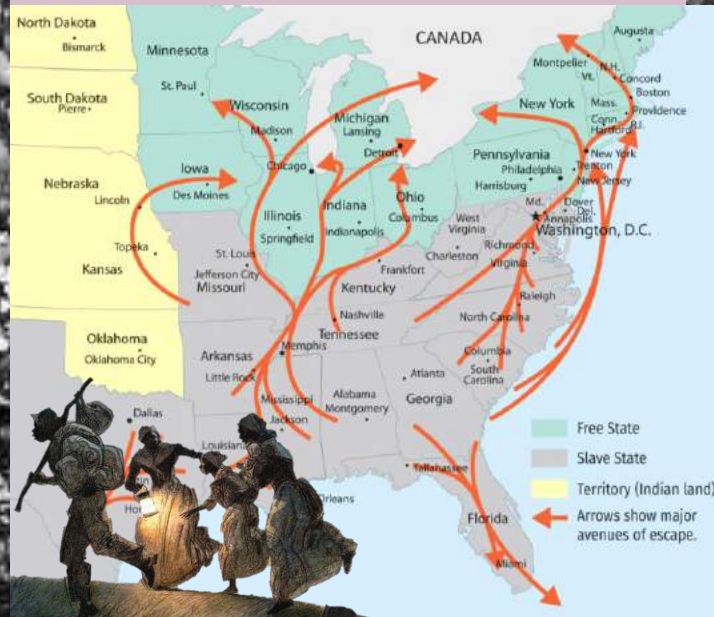 North Dakota
Bismarck
Minnesota
St. Paul
South Dakota
Pierre
Wisconsin
Madison
Michigan
Lansing
Detroit
CANADA
Augusta
Montpelier
Vt.
N.H.
Concord
Boston
Mass.
Providence
Conn.
R.I.
Hartford
New York
New York
Pennsylvania
Philadelphia
Harrisburg
Trenton
New Jersey
Nebraska
Lincoln
Iowa
Des Moines
Chicago
Illinois
Springfield
Indiana
Indianapolis
Ohio
Columbus
Md.
Dover
Del.
Annapolis
Washington, D.C.
West
Virginia
Charleston
Richmond
Virginia
Topeka
Kansas
St. Louis
Jefferson City
Missouri
Frankfort
Kentucky
Nashville
Tennessee
Memphis
Raleigh
North Carolina
Columbia
South
Carolina
Oklahoma
Oklahoma City
Arkansas
Little Rock
Mississippi
Jackson
Alabama
Montgomery
Atlanta
Georgia
Dallas
Louisiana
Orleans
Tallahassee
Florida
Miami
Free State
Slave State
Territory (Indian land)
Arrows show major
avenues of escape.